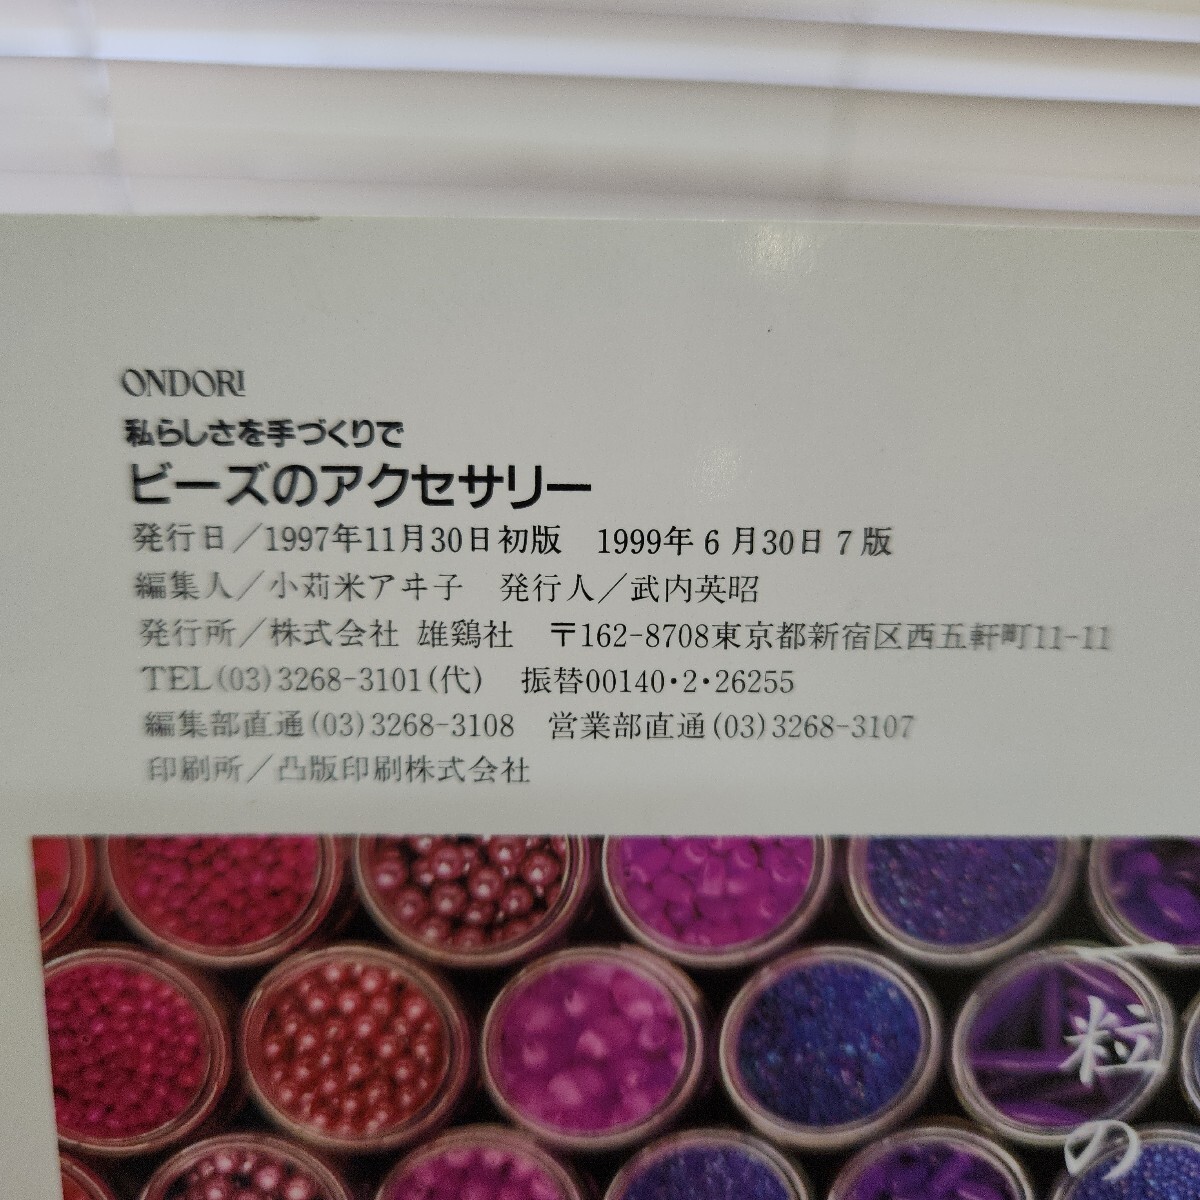 ONDORI
私らしさを手づくりで
ビーズのアクセサリー
発行日／1997年11月30日初版　1999年6月30日7版
編集人／小苅米アヰ子　発行人／武内英昭
発行所／株式会社 雄鶏社　〒162-8708東京都新宿区西五軒町11-11
TEL(03)3268-3101(代)　振替00140・2・26255
編集部直通(03)3268-3108　営業部直通(03)3268-3107
印刷所／凸版印刷株式会社
一粒の